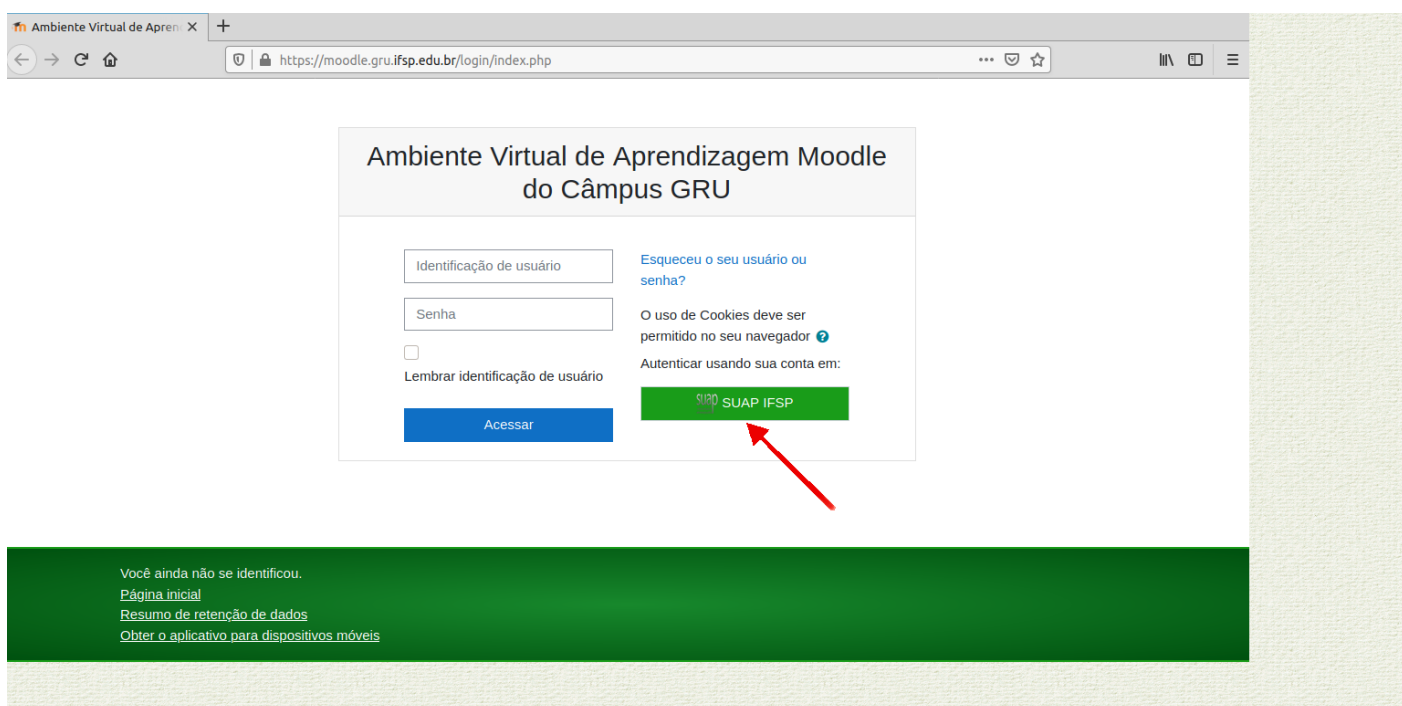 Ambiente Virtual de Apren
https://moodle.gru.ifsp.edu.br/login/index.php
Ambiente Virtual de Aprendizagem Moodle
do Câmpus GRU
Identificação de usuário
Senha
Lembrar identificação de usuário
Acessar
Esqueceu o seu usuário ou
senha?
O uso de Cookies deve ser
permitido no seu navegador
Autenticar usando sua conta em:
suap SUAP IFSP
Você ainda não se identificou.
Página inicial
Resumo de retenção de dados
Obter o aplicativo para dispositivos móveis